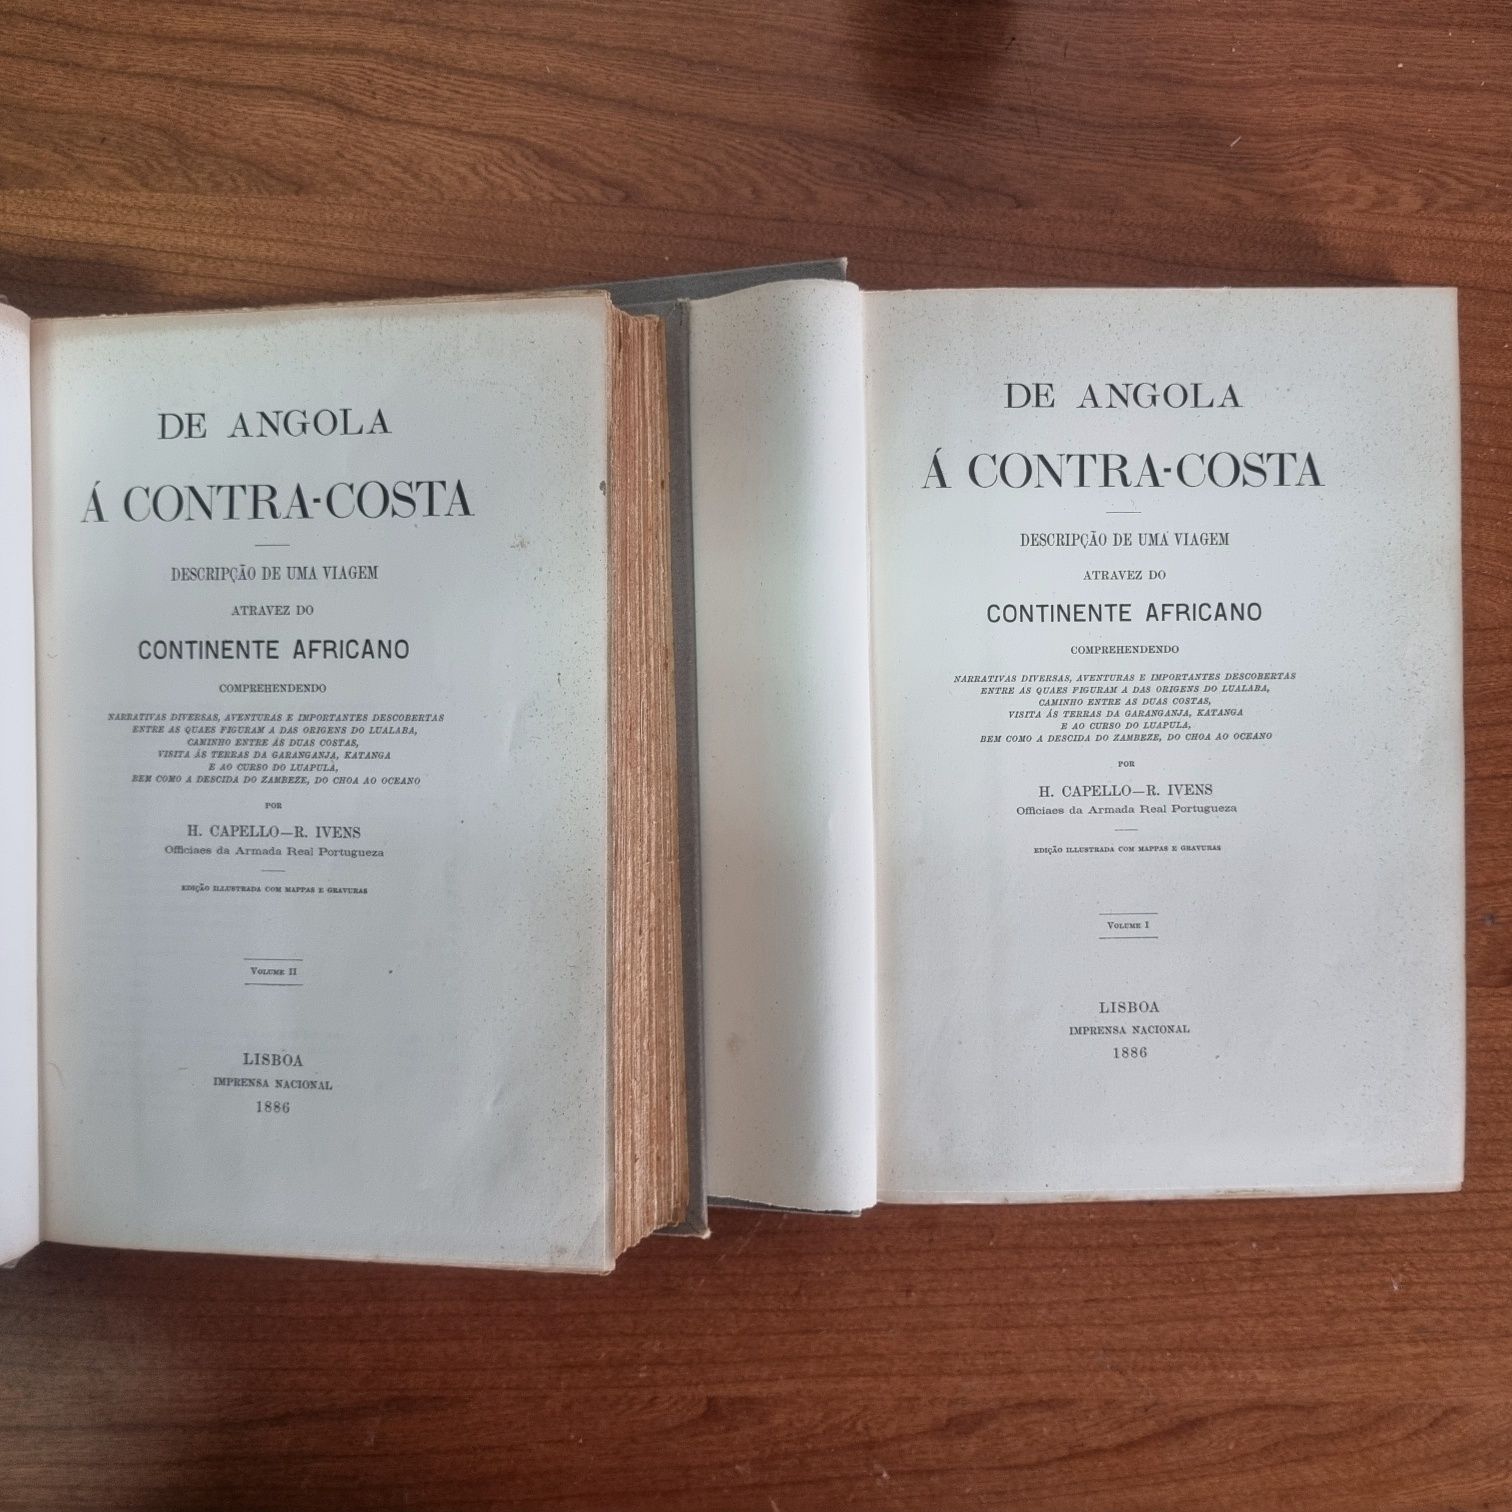 DE ANGOLA
Á CONTRA-COSTA
DESCRIPÇÃO DE UMA VIAGEM
ATRAVEZ DO
CONTINENTE AFRICANO
COMPREHENDENDO
NARRATIVAS DIVERSAS, AVENTURAS E IMPORTANTES DESCOBERTAS
ENTRE AS QUAES FIGURAM A DAS ORIGENS DO LUALABA,
CAMINHO ENTRE ÁS DUAS COSTAS,
VISITA ÁS TERRAS DA GARANGANJA, KATANGA
E AO CURSO DO LUAPULA,
BEM COMO A DESCIDA DO ZAMBEZE, DO CHOA AO OCEANO
POR
H. CAPELLO—R. IVENS
Officiaes da Armada Real Portugueza
EDIÇÃO ILLUSTRADA COM MAPPAS E GRAVURAS
VOLUME II
LISBOA
IMPRENSA NACIONAL
1886
DE ANGOLA
Á CONTRA-COSTA
DESCRIPÇÃO DE UMA VIAGEM
ATRAVEZ DO
CONTINENTE AFRICANO
COMPREHENDENDO
NARRATIVAS DIVERSAS, AVENTURAS E IMPORTANTES DESCOBERTAS
ENTRE AS QUAES FIGURAM A DAS ORIGENS DO LUALABA,
CAMINHO ENTRE AS DUAS COSTAS,
VISITA ÁS TERRAS DA GARANGANJA, KATANGA
E AO CURSO DO LUAPULA,
BEM COMO A DESCIDA DO ZAMBEZE, DO CHOA AO OCEANO
POR
H. CAPELLO—R. IVENS
Officiaes da Armada Real Portugueza
EDIÇÃO ILLUSTRADA COM MAPPAS E GRAVURAS
VOLUME I
LISBOA
IMPRENSA NACIONAL
1886